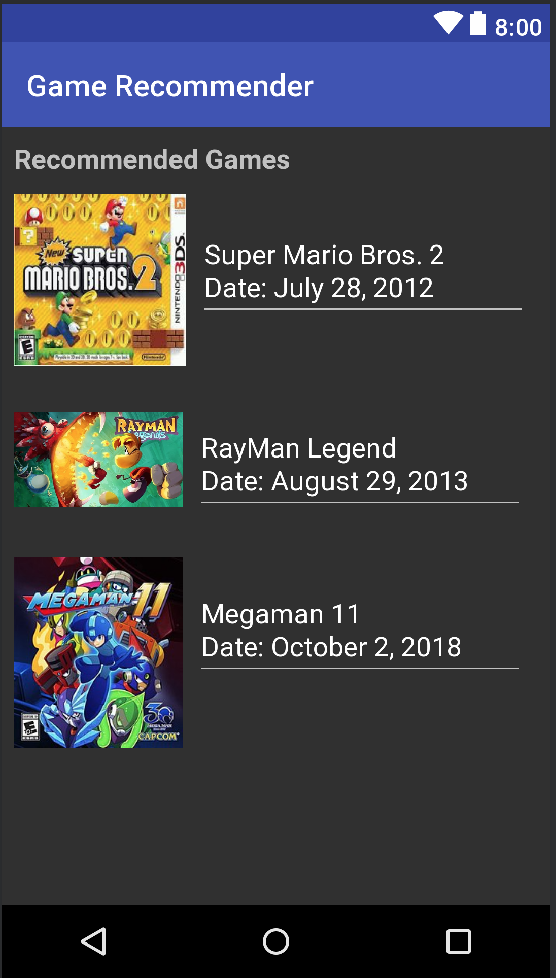 8:00
Game Recommender
Recommended Games
New
SUPER
MARIO BROS. 2
NINTENDO 3DS
E
Nintendo
Super Mario Bros. 2
Date: July 28, 2012
RAYMAN
Legends
RayMan Legend
Date: August 29, 2013
MEGAMAN 11
E
30
CAPCOM
Megaman 11
Date: October 2, 2018